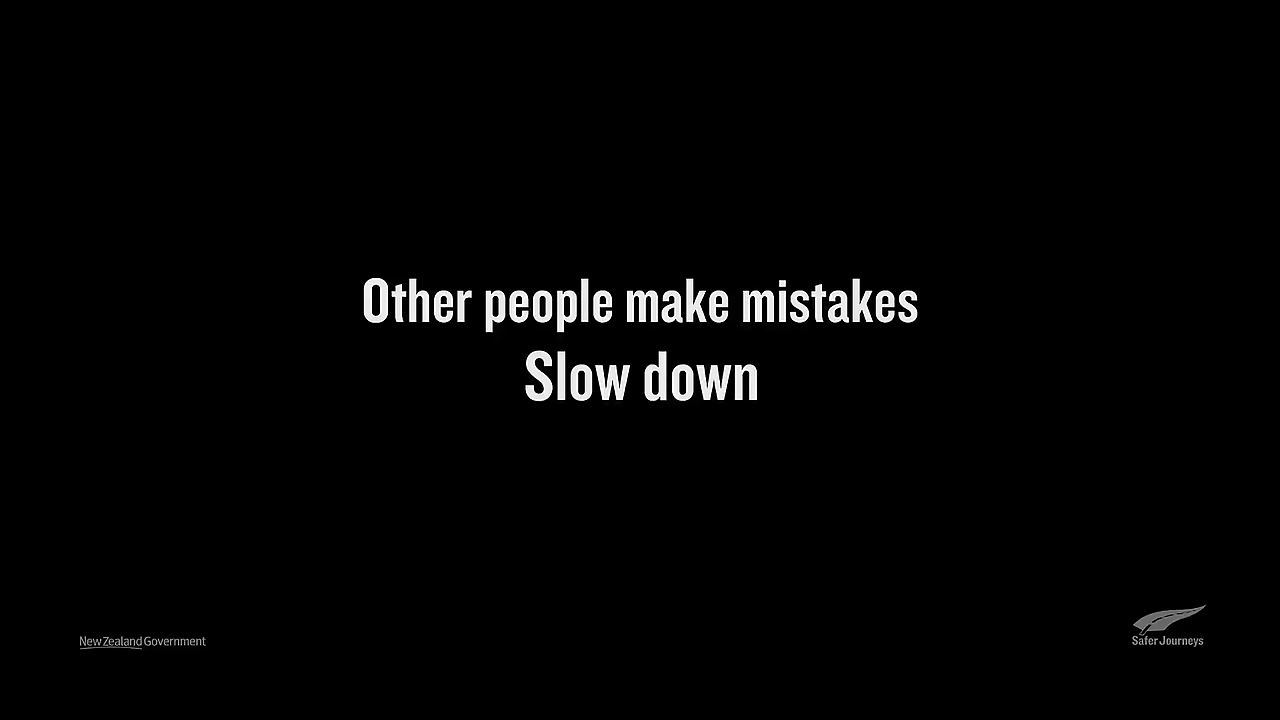 Other people make mistakes
Slow down
New Zealand Government
Safer Journeys